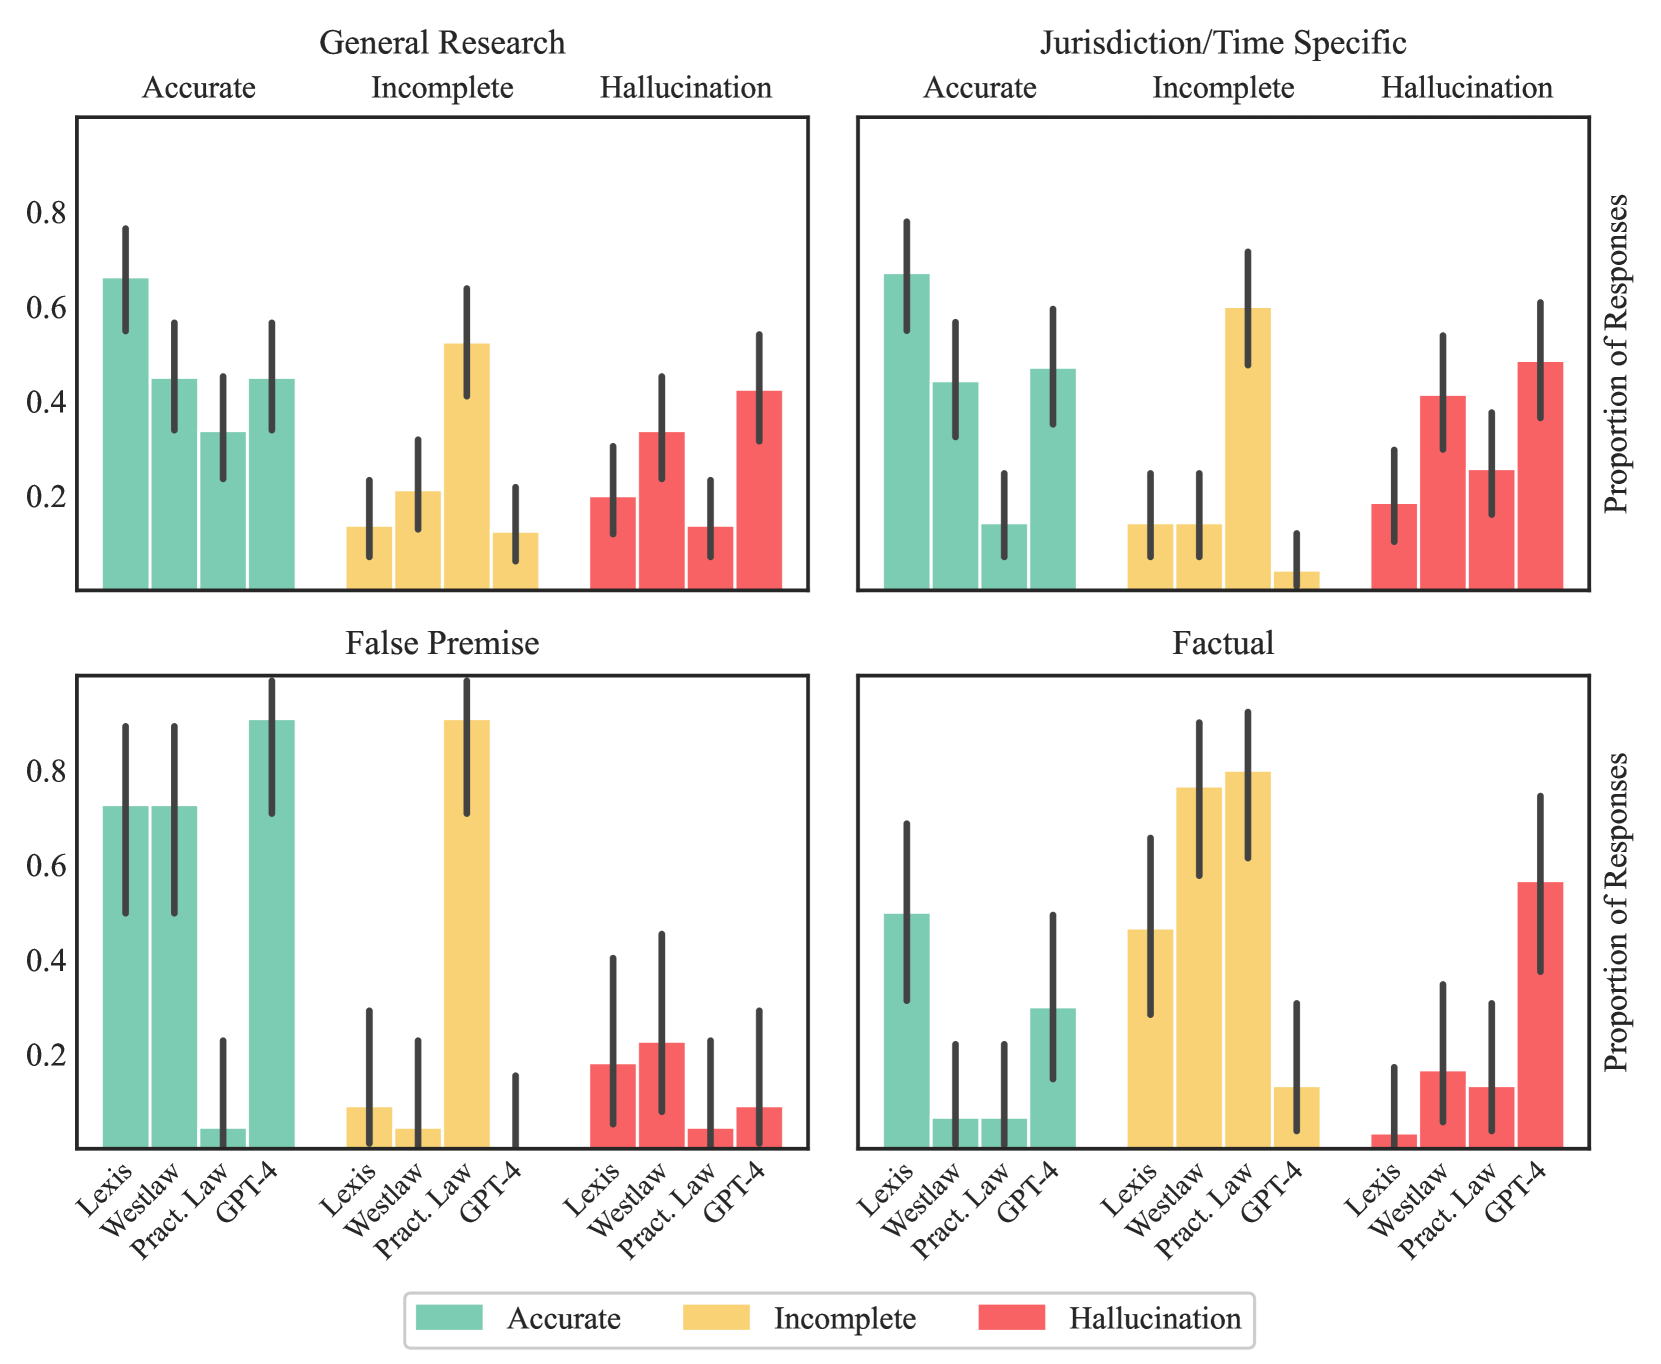 General Research
Jurisdiction/Time Specific
Accurate Incomplete Hallucination
Accurate Incomplete Hallucination
0.8
0.6
0.4
0.2
Proportion of Responses
False Premise
Factual
0.8
0.6
0.4
0.2
Proportion of Responses
Lexis Westlaw Pract. Law GPT-4 Lexis Westlaw Pract. Law GPT-4 Lexis Westlaw Pract. Law GPT-4
Lexis Westlaw Pract. Law GPT-4 Lexis Westlaw Pract. Law GPT-4 Lexis Westlaw Pract. Law GPT-4
Accurate Incomplete Hallucination